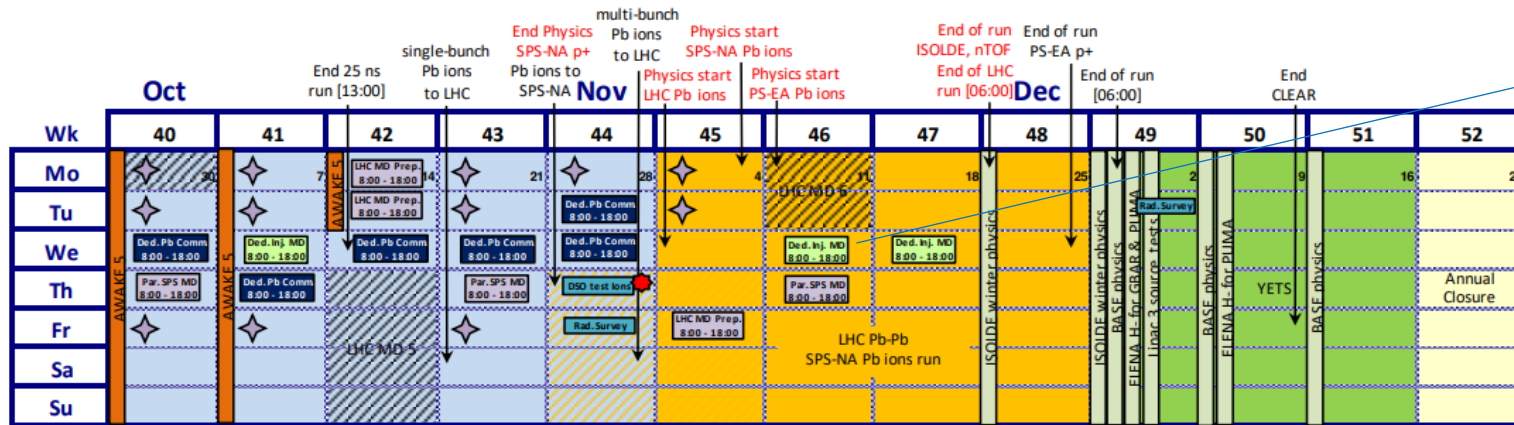 multi-bunch
Pb ions
to LHC
End Physics
SPS-NA p+
Pb ions to
SPS-NA
single-bunch
Pb ions
to LHC
Physics start
SPS-NA Pb ions
End of run
ISOLDE, nTOF
End of LHC
run [06:00]
End of run
PS-EA p+
End 25 ns
run [13:00]
Physics start
LHC Pb ions
Physics start
PS-EA Pb ions
End of run
[06:00]
End
CLEAR
Oct
Nov
Dec
Wk 40 41 42 43 44 45 46 47 48 49 50 51 52
Mo 30 7 14 21 28 4 11 18 25 2 9 16 2
LHC MD Prep.
8:00 - 18:00
LHC MD 6
Tu
LHC MD Prep.
8:00 - 18:00
Ded. Pb Comm.
8:00 - 18:00
Rad. Survey
We
Ded. Pb Comm.
8:00 - 18:00
Ded. Inj. MD
8:00 - 18:00
Ded. Pb Comm.
8:00 - 18:00
Ded. Pb Comm.
8:00 - 18:00
Ded. Pb Comm.
8:00 - 18:00
Ded. Inj. MD
8:00 - 18:00
Ded. Inj. MD
8:00 - 18:00
Th
Par. SPS MD
8:00 - 18:00
Ded. Pb Comm.
8:00 - 18:00
Par. SPS MD
8:00 - 18:00
DSO test Ions
Par. SPS MD
8:00 - 18:00
YETS
Annual
Closure
Fr
LHC MD 5
Rad. Survey
LHC MD Prep.
8:00 - 18:00
LHC Pb-Pb
SPS-NA Pb ions run
Sa
Su
AWAKE 5
AWAKE 5
AWAKE 5
ISOLDE winter physics
ISOLDE winter physics
BASE physics
ELENA H- for GBAR & PUMA
Linac 3 source tests
BASE physics
ELENA H- for PUMA
BASE physics